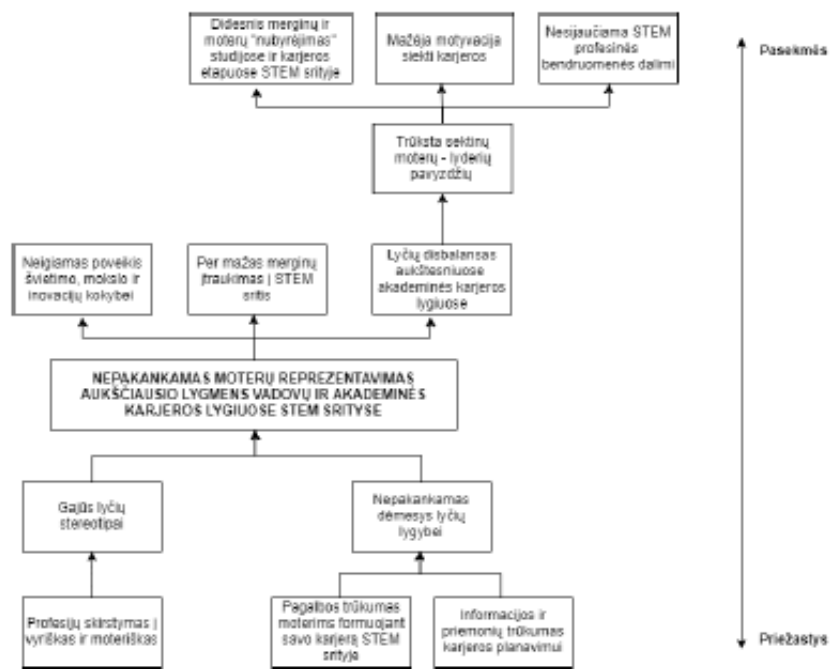 Didesnis merginų ir
moterų "nubyrėjimas"
studijose ir karjeros
etapuose STEM srityje
Mažėja motyvacija
siekti karjeros
Nesijaučiama STEM
profesinės
bendruomenės dalimi
Pasekmės
Trūksta sektinų
moterų - lyderių
pavyzdžių
Neigiamas poveikis
švietimo, mokslo ir
inovacijų kokybei
Per mažas merginų
įtraukimas į STEM
sritis
Lyčių disbalansas
aukštesniuose
akademinės karjeros
lygiuose
NEPAKANKAMAS MOTERŲ REPREZENTAVIMAS
AUKŠČIAUSIO LYGMENS VADOVŲ IR AKADEMINĖS
KARJEROS LYGIUOSE STEM SRITYSE
Gajūs lyčių
stereotipai
Nepakankamas
dėmesys lyčių
lygybei
Profesijų skirstymas į
vyriškas ir moteriškas
Pagalbos trūkumas
moterims formuojant
savo karjerą STEM
srityje
Informacijos ir
priemonių trūkumas
karjeros planavimui
Priežastys